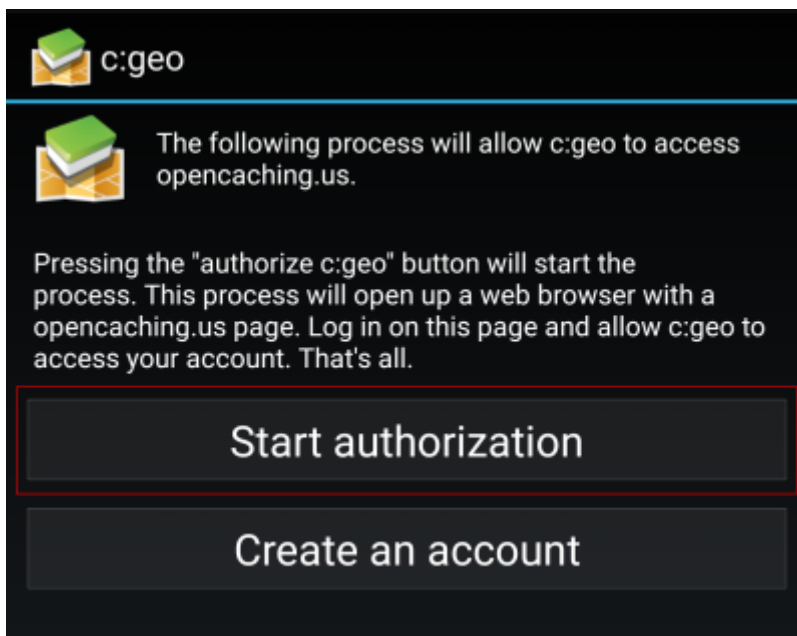 c:geo
The following process will allow c:geo to access
opencaching.us.
Pressing the "authorize c:geo" button will start the
process. This process will open up a web browser with a
opencaching.us page. Log in on this page and allow c:geo to
access your account. That's all.
Start authorization
Create an account